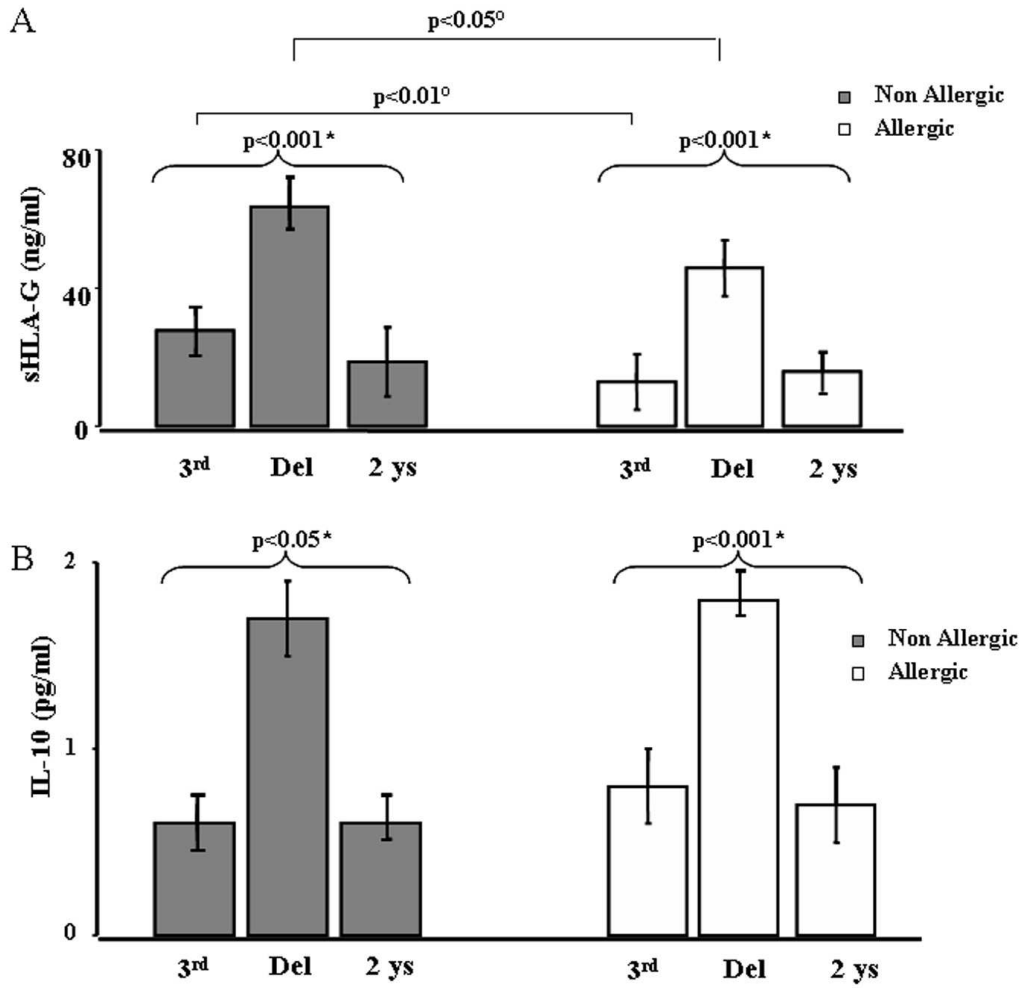 A
p<0.05°
p<0.01°
Non Allergic
Allergic
p<0.001*
p<0.001*
80
40
0
sHLA-G (ng/ml)
3rd Del 2 ys
3rd Del 2 ys
B
p<0.05*
p<0.001*
2
1
0
IL-10 (pg/ml)
Non Allergic
Allergic
3rd Del 2 ys
3rd Del 2 ys